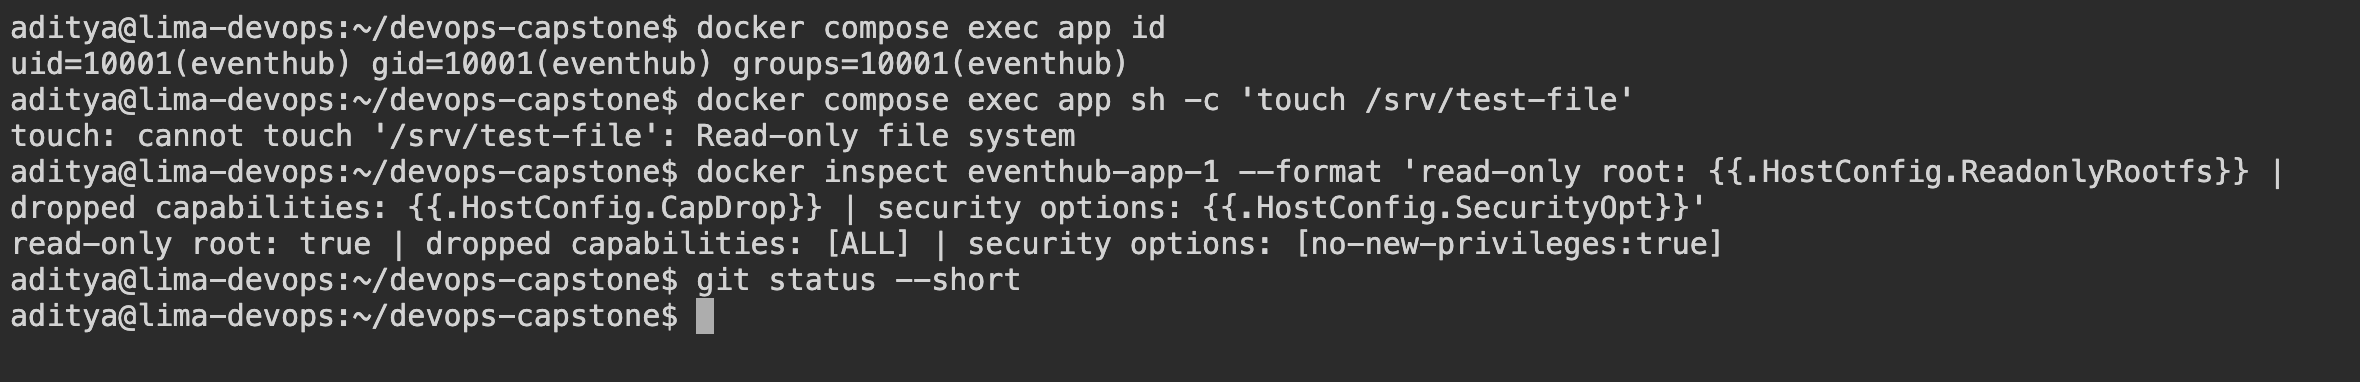 aditya@lima-devops:~/devops-capstone$ docker compose exec app id
uid=10001(eventhub) gid=10001(eventhub) groups=10001(eventhub)
aditya@lima-devops:~/devops-capstone$ docker compose exec app sh -c 'touch /srv/test-file'
touch: cannot touch '/srv/test-file': Read-only file system
aditya@lima-devops:~/devops-capstone$ docker inspect eventhub-app-1 --format 'read-only root: {{.HostConfig.ReadonlyRootfs}} |
dropped capabilities: {{.HostConfig.CapDrop}} | security options: {{.HostConfig.SecurityOpt}}'
read-only root: true | dropped capabilities: [ALL] | security options: [no-new-privileges:true]
aditya@lima-devops:~/devops-capstone$ git status --short
aditya@lima-devops:~/devops-capstone$